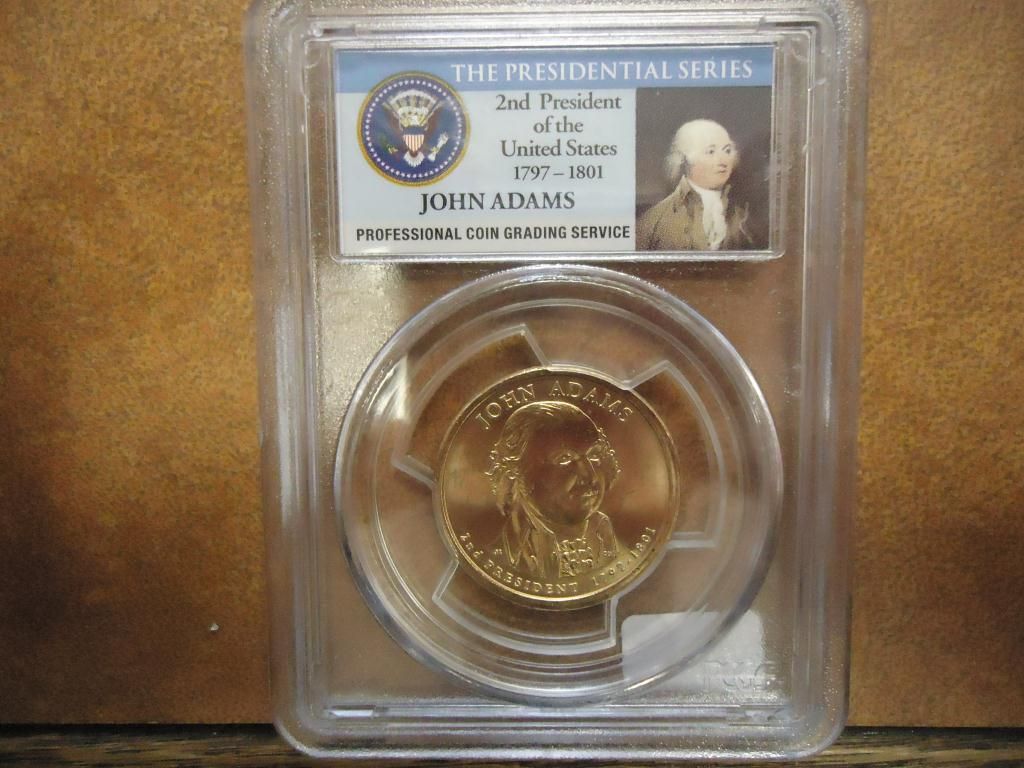 THE PRESIDENTIAL SERIES
2nd President
of the
United States
1797 – 1801
JOHN ADAMS
PROFESSIONAL COIN GRADING SERVICE
JOHN ADAMS
2nd PRESIDENT 1797-1801
PCGS